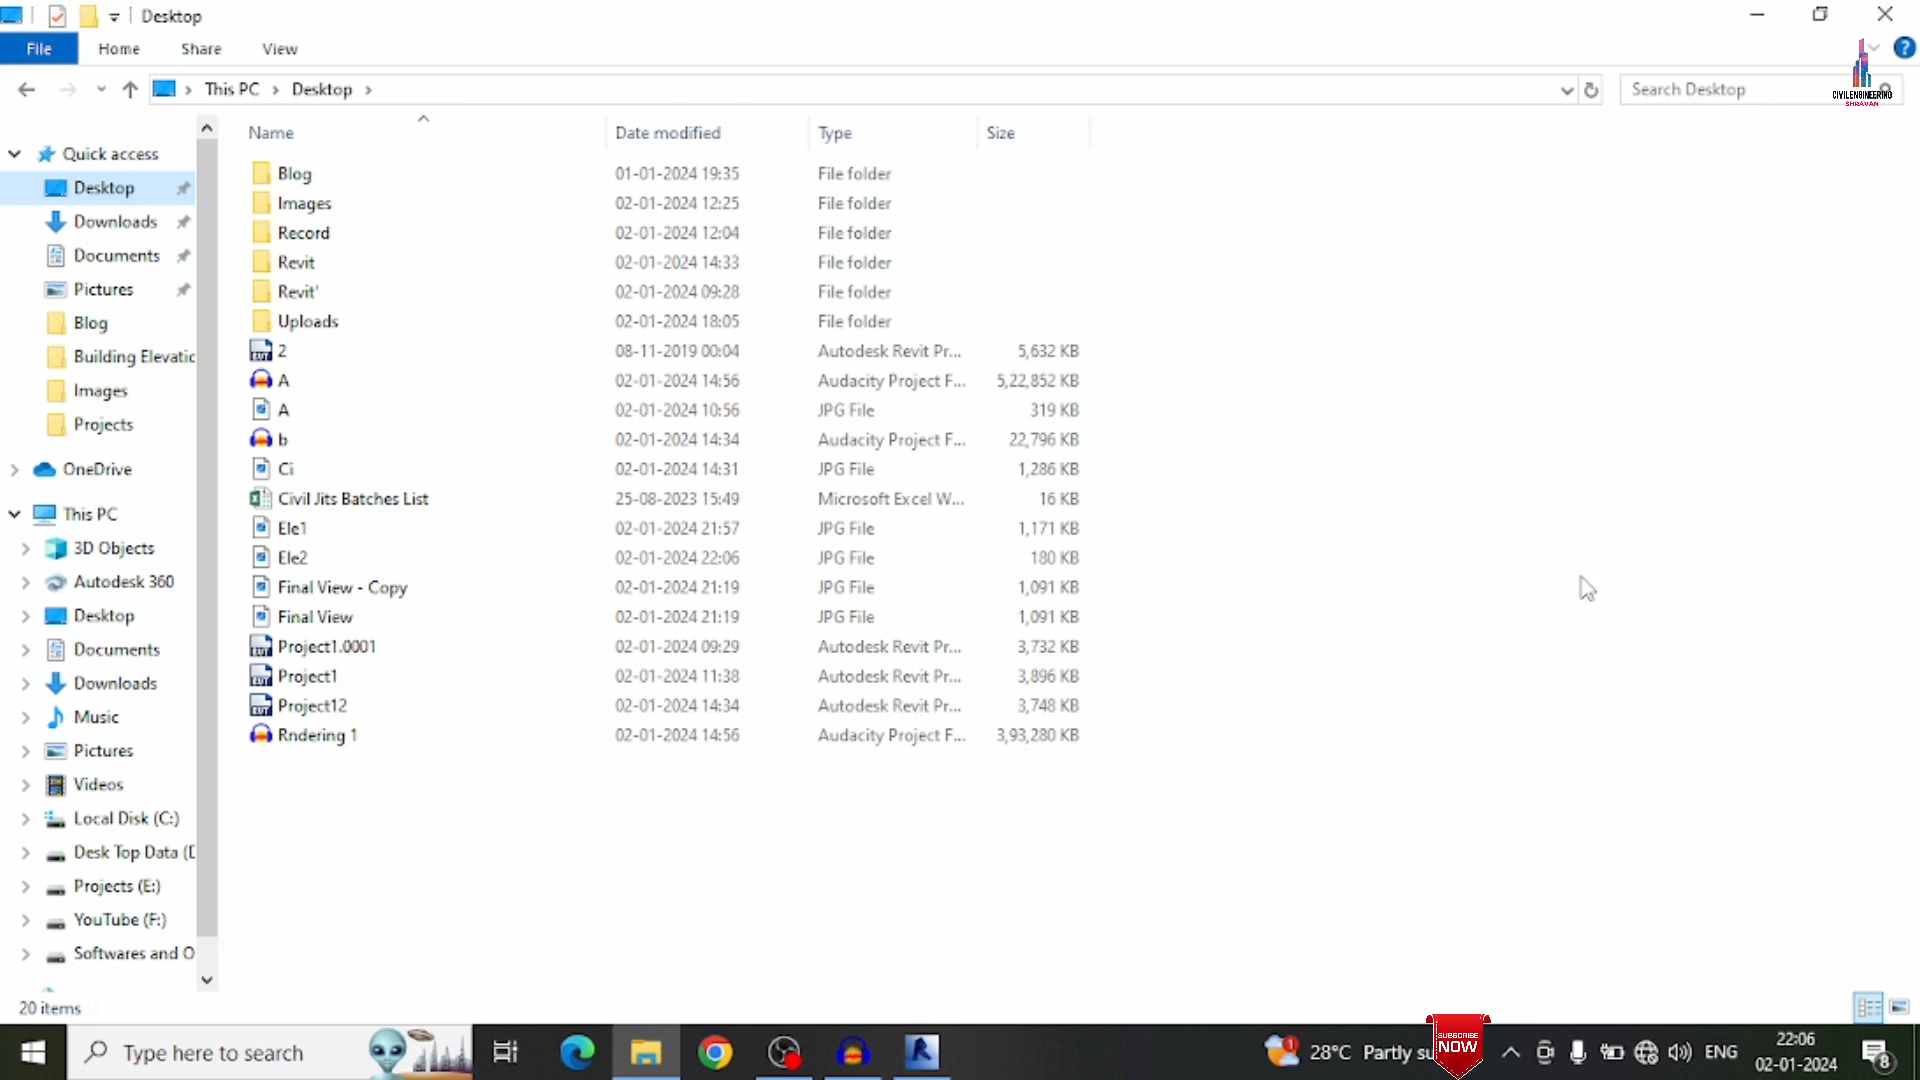 Desktop
File Home Share View
This PC > Desktop >
Search Desktop
CIVILENGINEERING
SHRAVAN
Name Date modified Type Size
Quick access
Desktop
Downloads
Documents
Pictures
Blog
Building Elevatic
Images
Projects
OneDrive
This PC
3D Objects
Autodesk 360
Desktop
Documents
Downloads
Music
Pictures
Videos
Local Disk (C:)
Desk Top Data (D
Projects (E:)
YouTube (F:)
Softwares and O
Blog 01-01-2024 19:35 File folder
Images 02-01-2024 12:25 File folder
Record 02-01-2024 12:04 File folder
Revit 02-01-2024 14:33 File folder
Revit' 02-01-2024 09:28 File folder
Uploads 02-01-2024 18:05 File folder
2 08-11-2019 00:04 Autodesk Revit Pr... 5,632 KB
A 02-01-2024 14:56 Audacity Project F... 5,22,852 KB
A 02-01-2024 10:56 JPG File 319 KB
b 02-01-2024 14:34 Audacity Project F... 22,796 KB
Ci 02-01-2024 14:31 JPG File 1,286 KB
Civil Jits Batches List 25-08-2023 15:49 Microsoft Excel W... 16 KB
Ele1 02-01-2024 21:57 JPG File 1,171 KB
Ele2 02-01-2024 22:06 JPG File 180 KB
Final View - Copy 02-01-2024 21:19 JPG File 1,091 KB
Final View 02-01-2024 21:19 JPG File 1,091 KB
Project1.0001 02-01-2024 09:29 Autodesk Revit Pr... 3,732 KB
Project1 02-01-2024 11:38 Autodesk Revit Pr... 3,896 KB
Project12 02-01-2024 14:34 Autodesk Revit Pr... 3,748 KB
Rndering 1 02-01-2024 14:56 Audacity Project F... 3,93,280 KB
20 items
Type here to search
28°C Partly su
SUBSCRIBE
NOW
ENG
22:06
02-01-2024
8